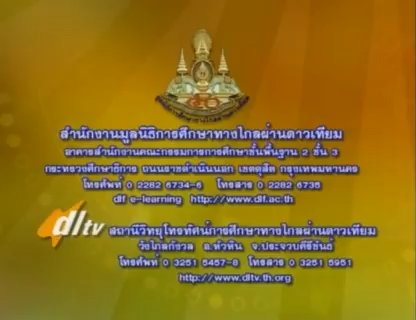 สำนักงานมูลนิธิการศึกษาทางไกลผ่านดาวเทียม
อาคารสำนักงานคณะกรรมการการศึกษาขั้นพื้นฐาน 2 ชั้น 3
กระทรวงศึกษาธิการ ถนนราชดำเนินนอก เขตดุสิต กรุงเทพมหานคร
โทรศัพท์ 0 2282 6734-6 โทรสาร 0 2282 6735
dlf e-learning http://www.dlf.ac.th
dltv สถานีวิทยุโทรทัศน์การศึกษาทางไกลผ่านดาวเทียม
วังไกลกังวล อ.หัวหิน จ.ประจวบคีรีขันธ์
โทรศัพท์ 0 3251 5457-8 โทรสาร 0 3251 5951
http://www.dltv.th.org